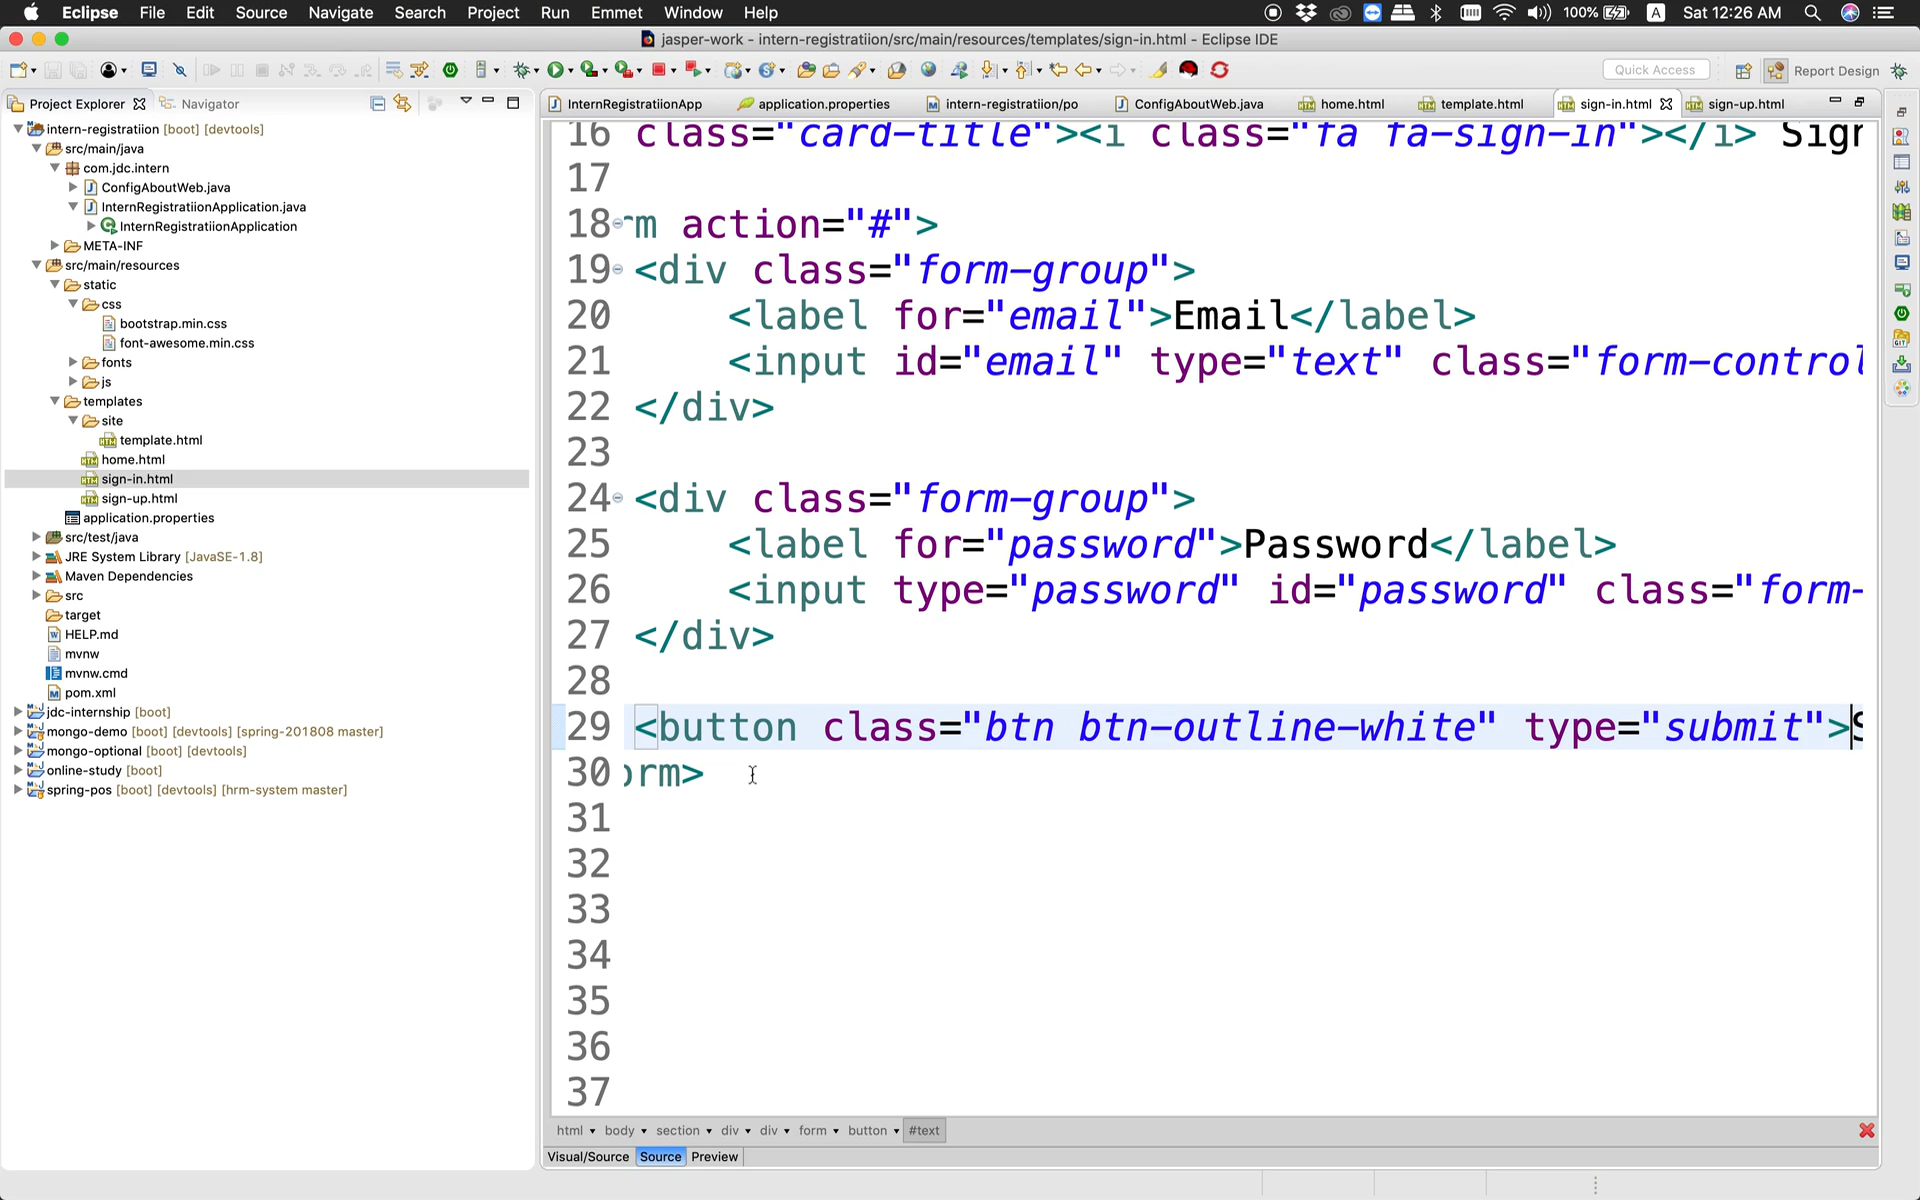 Eclipse File Edit Source Navigate Search Project Run Emmet Window Help 100% A Sat 12:26 AM
jasper-work - intern-registratiion/src/main/resources/templates/sign-in.html - Eclipse IDE
Quick Access Report Design
Project Explorer Navigator
InternRegistratiionApp application.properties intern-registratiion/po ConfigAboutWeb.java home.html template.html sign-in.html sign-up.html
intern-registratiion [boot] [devtools]
src/main/java
com.jdc.intern
ConfigAboutWeb.java
InternRegistratiionApplication.java
InternRegistratiionApplication
META-INF
src/main/resources
static
css
bootstrap.min.css
font-awesome.min.css
fonts
js
templates
site
template.html
home.html
sign-in.html
sign-up.html
application.properties
src/test/java
JRE System Library [JavaSE-1.8]
Maven Dependencies
src
target
HELP.md
mvnw
mvnw.cmd
pom.xml
jdc-internship [boot]
mongo-demo [boot] [devtools] [spring-201808 master]
mongo-optional [boot] [devtools]
online-study [boot]
spring-pos [boot] [devtools] [hrm-system master]
16 class="card-title"><i class="fa fa-sign-in"></i> Sign
17
18 rm action="#">
19 <div class="form-group">
20 <label for="email">Email</label>
21 <input id="email" type="text" class="form-control
22 </div>
23
24 <div class="form-group">
25 <label for="password">Password</label>
26 <input type="password" id="password" class="form-
27 </div>
28
29 <button class="btn btn-outline-white" type="submit">S
30 orm>
31
32
33
34
35
36
37
html body section div div form button #text
Visual/Source Source Preview